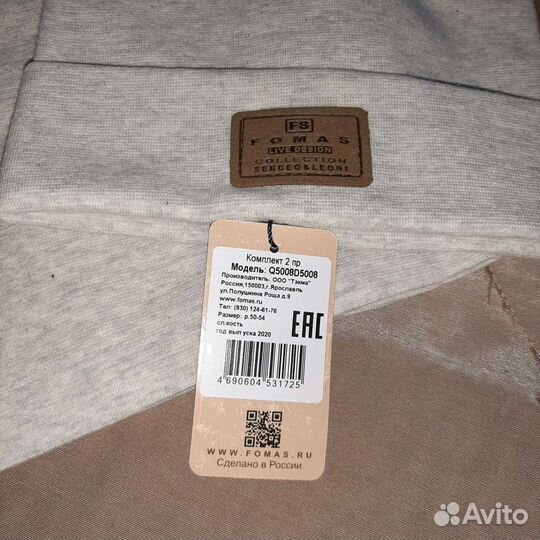 FS
FOMAS
LIVE DESIGN
COLLECTION
SERGEO&LEONE
Комплект 2 пр
Модель: Q5008D5008
Производитель: ООО "Тэкма"
Россия,150003,г.Ярославль
ул.Полушкина Роща д.9
www.fomas.ru
Тел: (930) 124-61-76
Размер: р.50-54
сл.кость
год выпуска 2020
EAC
4 690604 531725
WWW.FOMAS.RU
Сделано в России
Avito